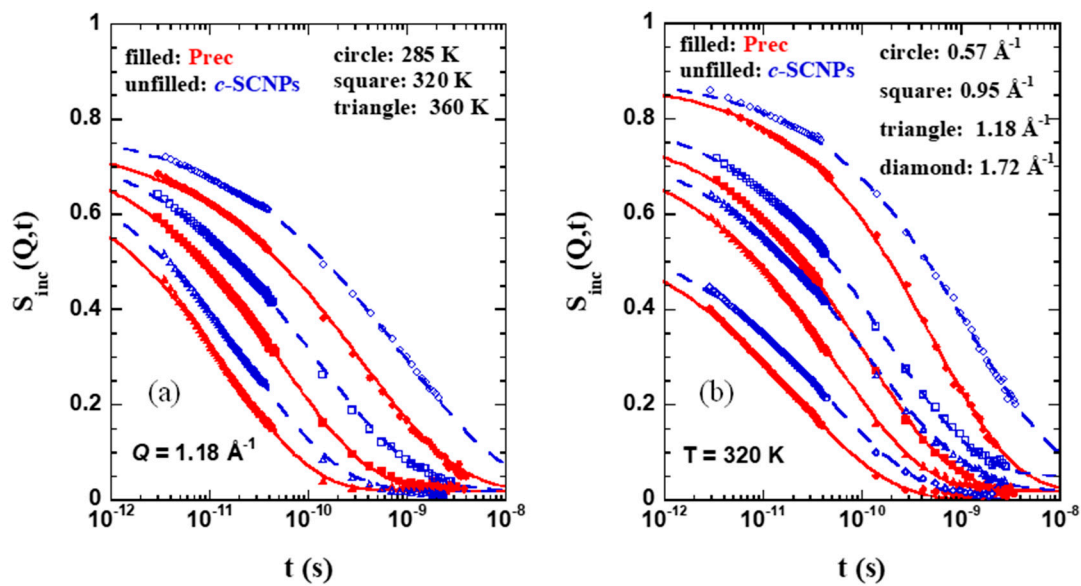 filled: Prec
unfilled: c-SCNPs
circle: 285 K
square: 320 K
triangle: 360 K
(a)
Q = 1.18 Å⁻¹
S_inc(Q,t)
1
0.8
0.6
0.4
0.2
0
10⁻¹² 10⁻¹¹ 10⁻¹⁰ 10⁻⁹ 10⁻⁸
t (s)
filled: Prec
unfilled: c-SCNPs
circle: 0.57 Å⁻¹
square: 0.95 Å⁻¹
triangle: 1.18 Å⁻¹
diamond: 1.72 Å⁻¹
(b)
T = 320 K
S_inc(Q,t)
1
0.8
0.6
0.4
0.2
0
10⁻¹² 10⁻¹¹ 10⁻¹⁰ 10⁻⁹ 10⁻⁸
t (s)